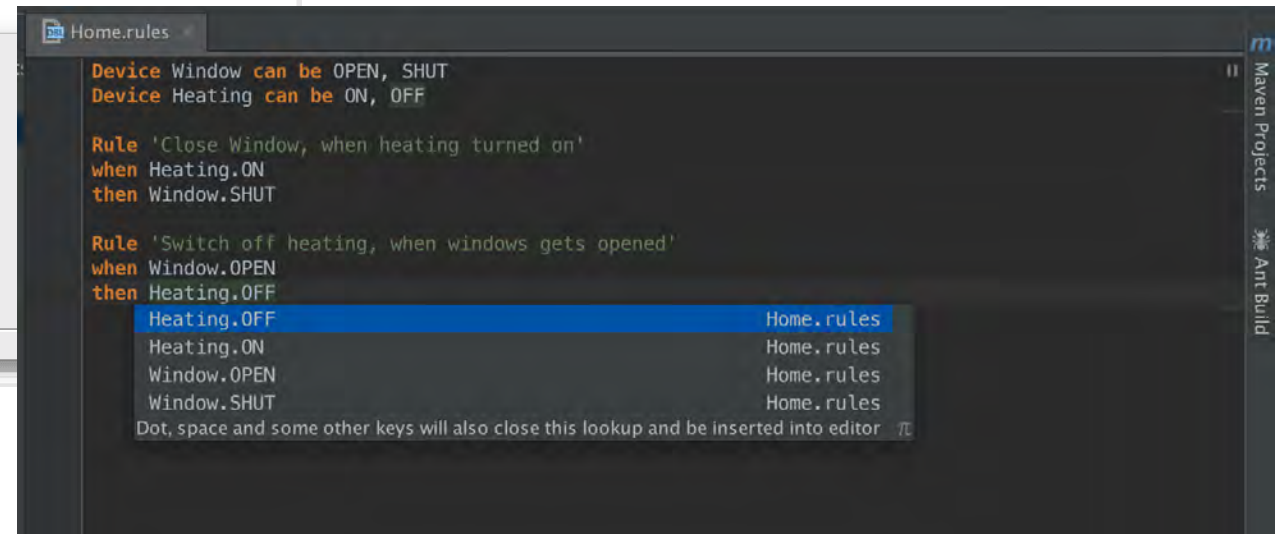 Home.rules
Device Window can be OPEN, SHUT
Device Heating can be ON, OFF
Rule 'Close Window, when heating turned on'
when Heating.ON
then Window.SHUT
Rule 'Switch off heating, when windows gets opened'
when Window.OPEN
then Heating.OFF
Heating.OFF Home.rules
Heating.ON Home.rules
Window.OPEN Home.rules
Window.SHUT Home.rules
Dot, space and some other keys will also close this lookup and be inserted into editor π
Maven Projects
Ant Build